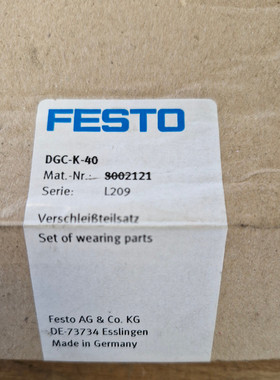 FESTO
DGC-K-40
Mat.-Nr.: 8002121
Serie: L209
Verschleißteilsatz
Set of wearing parts
Festo AG & Co. KG
DE-73734 Esslingen
Made in Germany